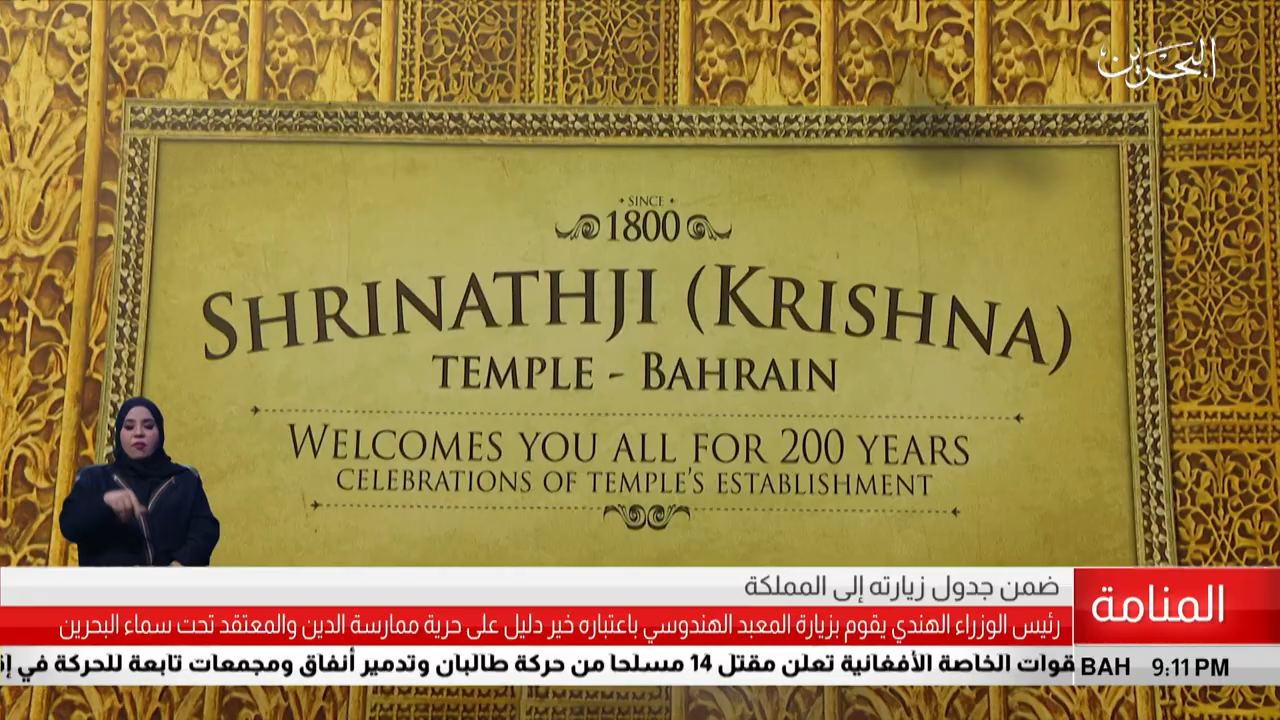 البحرين
SINCE
1800
SHRINATHJI (KRISHNA)
TEMPLE - BAHRAIN
WELCOMES YOU ALL FOR 200 YEARS
CELEBRATIONS OF TEMPLE'S ESTABLISHMENT
ضمن جدول زيارته إلى المملكة
المنامة
رئيس الوزراء الهندي يقوم بزيارة المعبد الهندوسي باعتباره خير دليل على حرية ممارسة الدين والمعتقد تحت سماء البحرين
قوات الخاصة الأفغانية تعلن مقتل 14 مسلحا من حركة طالبان وتدمير أنفاق ومجمعات تابعة للحركة في
BAH 9:11 PM